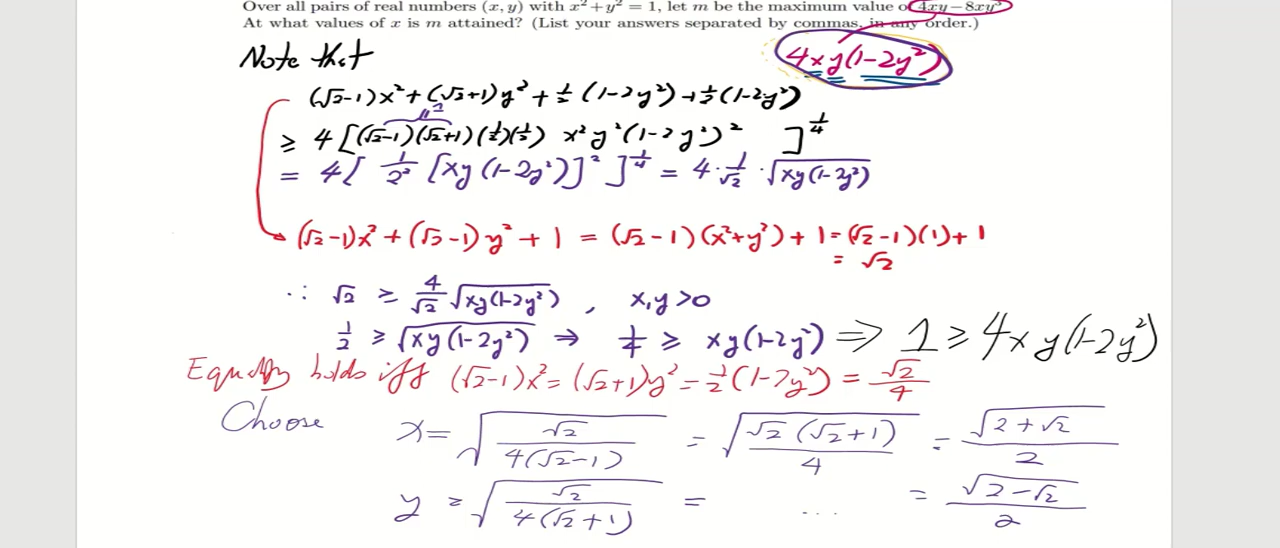 Over all pairs of real numbers (x, y) with x² + y² = 1, let m be the maximum value o 4xy − 8xy³
At what values of x is m attained? (List your answers separated by commas, in any order.)
4xy(1-2y²)
Note that
(√2-1)x² + (√2+1)y² + ½(1-2y²) + ½(1-2y²)
≥ 4[(√2-1)(√2+1)(½)(½) x²y²(1-2y²)² ]^¼
= 4[ 1/2² [xy(1-2y²)]² ]^¼ = 4·1/√2·√xy(1-2y²)
(√2-1)x² + (√2-1)y² + 1 = (√2-1)(x²+y²)+1 = (√2-1)(1)+1
= √2
∴ √2 ≥ 4/√2 √xy(1-2y²) , x,y>0
1/2 ≥ √xy(1-2y²) ⇒ 1/4 ≥ xy(1-2y²) ⇒ 1 ≥ 4xy(1-2y²)
Equality holds iff (√2-1)x² = (√2+1)y² = ½(1-2y²) = √2/4
Choose x = √(√2/4(√2-1)) = √(√2(√2+1)/4) = √2+√2/2
y = √(√2/4(√2+1)) = ... = √2-√2/2